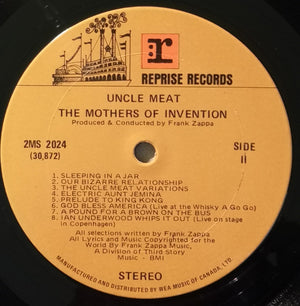 r
REPRISE RECORDS
UNCLE MEAT
THE MOTHERS OF INVENTION
Produced & Conducted by Frank Zappa
2MS 2024
(30,872)
SIDE
II
1. SLEEPING IN A JAR
2. OUR BIZARRE RELATIONSHIP
3. THE UNCLE MEAT VARIATIONS
4. ELECTRIC AUNT JEMINA
5. PRELUDE TO KING KONG
6. GOD BLESS AMERICA (Live at the Whisky A Go Go)
7. A POUND FOR A BROWN ON THE BUS
8. IAN UNDERWOOD WHIPS IT OUT (Live on stage
in Copenhagen)
All selections written by Frank Zappa
All Lyrics and Music Copyrighted for the
World By Frank Zappa Music,
A Division of Third Story
Music - BMI
STEREO
MANUFACTURED AND DISTRIBUTED BY WEA MUSIC OF CANADA, LTD.